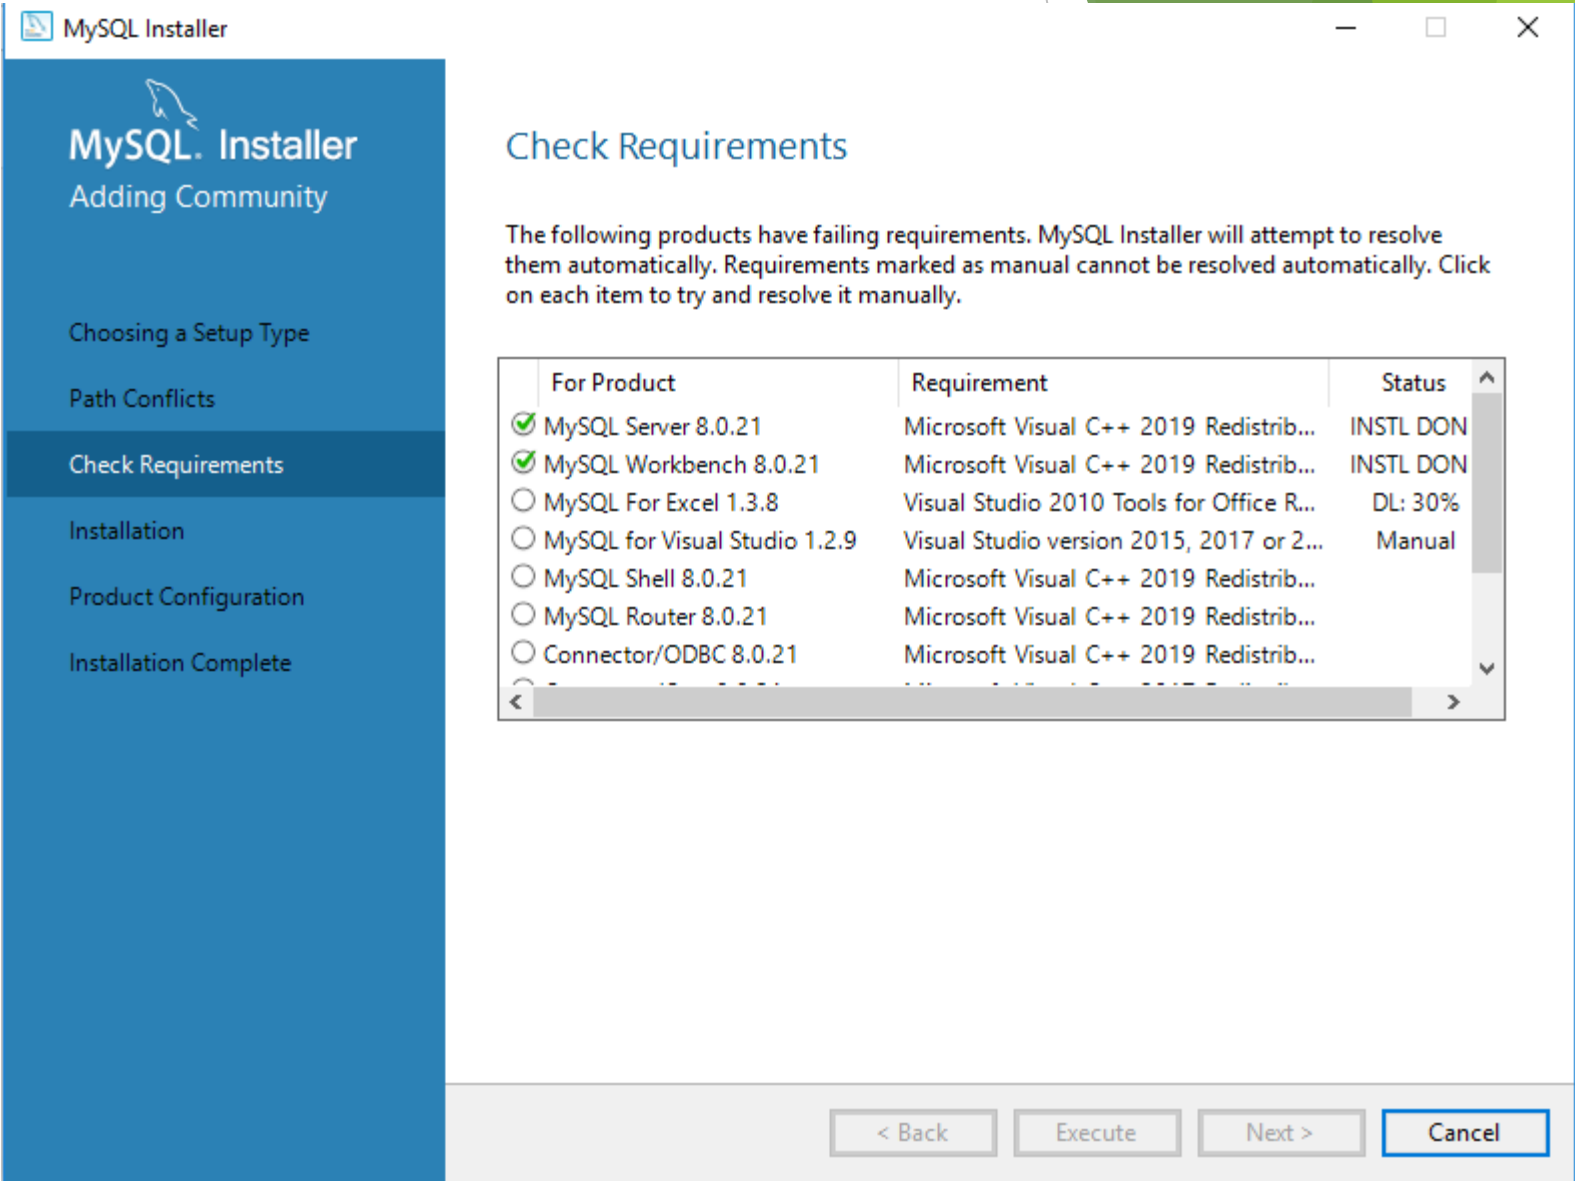 MySQL Installer
MySQL. Installer
Adding Community
Choosing a Setup Type
Path Conflicts
Check Requirements
Installation
Product Configuration
Installation Complete
Check Requirements
The following products have failing requirements. MySQL Installer will attempt to resolve
them automatically. Requirements marked as manual cannot be resolved automatically. Click
on each item to try and resolve it manually.
For Product Requirement Status
MySQL Server 8.0.21 Microsoft Visual C++ 2019 Redistrib... INSTL DON
MySQL Workbench 8.0.21 Microsoft Visual C++ 2019 Redistrib... INSTL DON
MySQL For Excel 1.3.8 Visual Studio 2010 Tools for Office R... DL: 30%
MySQL for Visual Studio 1.2.9 Visual Studio version 2015, 2017 or 2... Manual
MySQL Shell 8.0.21 Microsoft Visual C++ 2019 Redistrib...
MySQL Router 8.0.21 Microsoft Visual C++ 2019 Redistrib...
Connector/ODBC 8.0.21 Microsoft Visual C++ 2019 Redistrib...
< Back Execute Next > Cancel